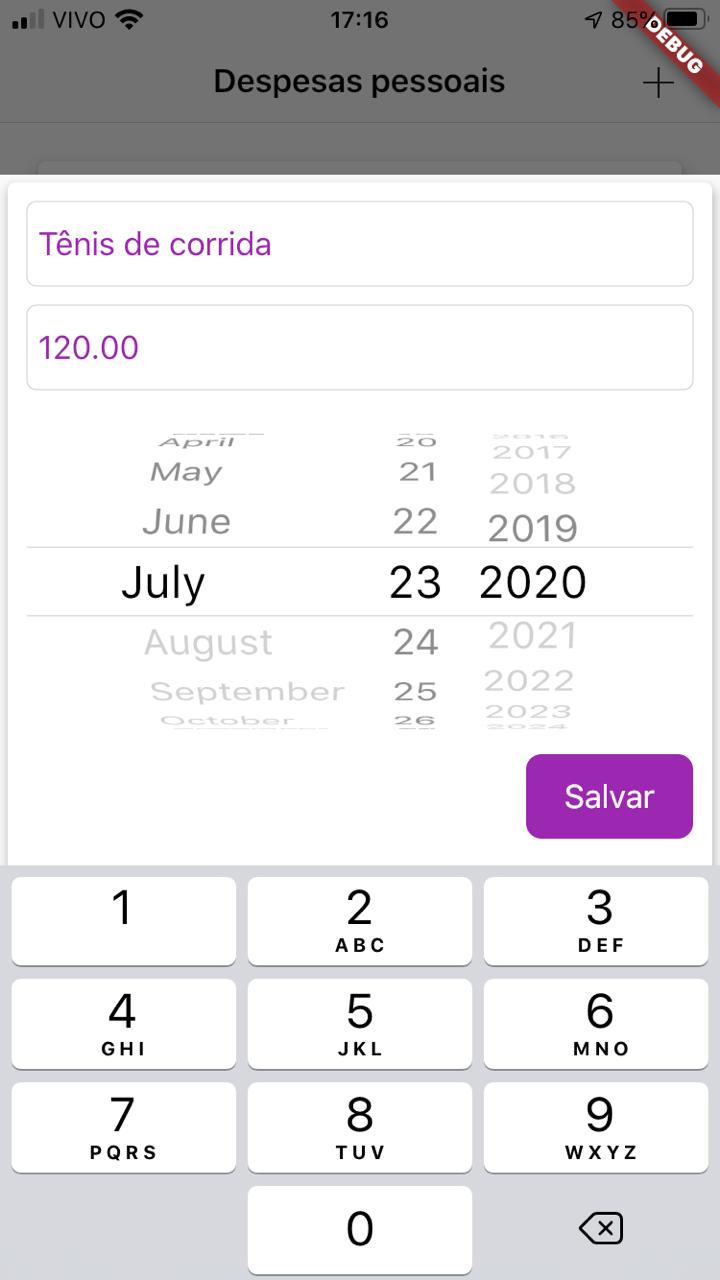 VIVO 17:16 85%
DEBUG
Despesas pessoais
Tênis de corrida
120.00
April 20 2016
May 21 2017
June 22 2018
2019
July 23 2020
August 24 2021
September 25 2022
October 26 2023
2024
Salvar
1 2 3
ABC DEF
4 5 6
GHI JKL MNO
7 8 9
PQRS TUV WXYZ
0